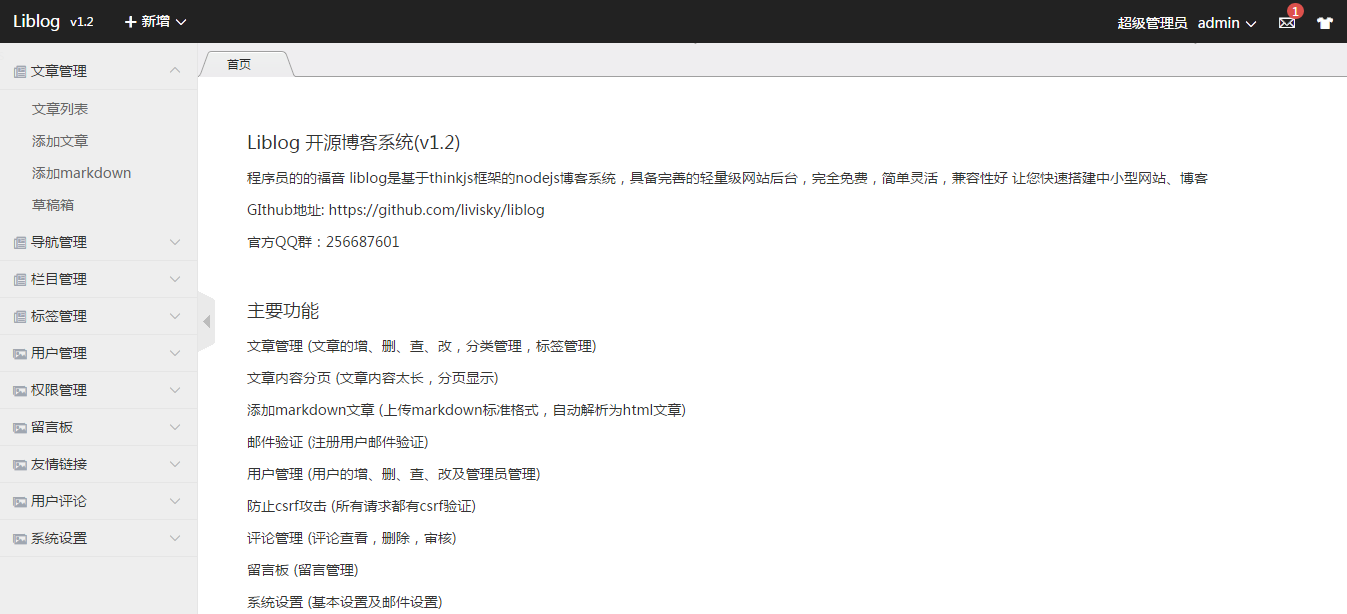 Liblog v1.2 新增 超级管理员 admin 1
文章管理
文章列表
添加文章
添加markdown
草稿箱
导航管理
栏目管理
标签管理
用户管理
权限管理
留言板
友情链接
用户评论
系统设置
首页
Liblog 开源博客系统(v1.2)
程序员的的福音 liblog是基于thinkjs框架的nodejs博客系统，具备完善的轻量级网站后台，完全免费，简单灵活，兼容性好 让您快速搭建中小型网站、博客
GIthub地址: https://github.com/livisky/liblog
官方QQ群：256687601
主要功能
文章管理 (文章的增、删、查、改，分类管理，标签管理)
文章内容分页 (文章内容太长，分页显示)
添加markdown文章 (上传markdown标准格式，自动解析为html文章)
邮件验证 (注册用户邮件验证)
用户管理 (用户的增、删、查、改及管理员管理)
防止csrf攻击 (所有请求都有csrf验证)
评论管理 (评论查看，删除，审核)
留言板 (留言管理)
系统设置 (基本设置及邮件设置)